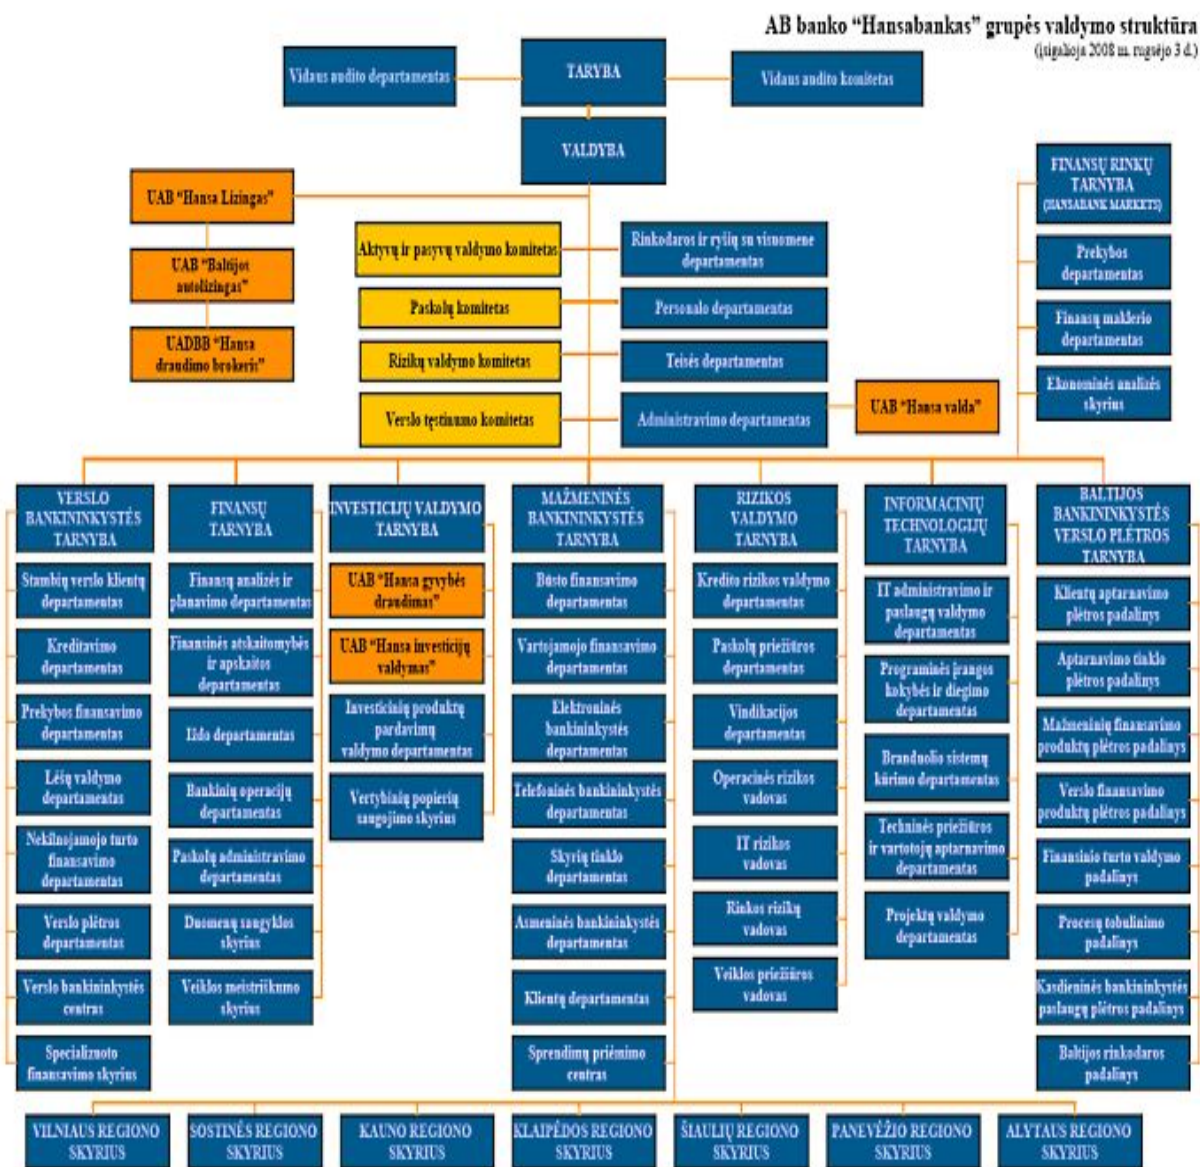 AB banko “Hansabankas” grupės valdymo struktūra
(įsigalioja 2008 m. rugsėjo 3 d.)
Vidaus audito departamentas
TARYBA
Vidaus audito komitetas
VALDYBA
UAB “Hansa Lizingas”
UAB “Baltijos
autolizingas”
UADBB “Hansa
draudimo brokeris”
Aktyvų ir pasyvų valdymo komitetas
Paskolų komitetas
Rizikų valdymo komitetas
Verslo tęstinumo komitetas
Rinkodaros ir ryšių su visuomene
departamentas
Personalo departamentas
Teisės departamentas
Administravimo departamentas
UAB “Hansa valda”
FINANSŲ RINKŲ
TARNYBA
(HANSABANK MARKETS)
Prekybos
departamentas
Finansų maklerio
departamentas
Ekonominės analizės
skyrius
VERSLO
BANKININKYSTĖS
TARNYBA
Stambių verslo klientų
departamentas
Kreditavimo
departamentas
Prekybos finansavimo
departamentas
Lėšų valdymo
departamentas
Nekilnojamojo turto
finansavimo
departamentas
Verslo plėtros
departamentas
Verslo bankininkystės
centras
Specializuoto
finansavimo skyrius
FINANSŲ
TARNYBA
Finansų analizės ir
planavimo departamentas
Finansinės atskaitomybės
ir apskaitos
departamentas
Iždo departamentas
Bankinių operacijų
departamentas
Paskolų administravimo
departamentas
Duomenų saugyklos
skyrius
Veiklos meistriškumo
skyrius
INVESTICIJŲ VALDYMO
TARNYBA
UAB “Hansa gyvybės
draudimas”
UAB “Hansa investicijų
valdymas”
Investicinių produktų
pardavimų
valdymo departamentas
Vertybinių popierių
saugojimo skyrius
MAŽMENINĖS
BANKININKYSTĖS
TARNYBA
Būsto finansavimo
departamentas
Vartojamojo finansavimo
departamentas
Elektroninės
bankininkystės
departamentas
Telefoninės bankininkystės
departamentas
Skyrių tinklo
departamentas
Asmeninės bankininkystės
departamentas
Klientų departamentas
Sprendimų priėmimo
centras
RIZIKOS
VALDYMO
TARNYBA
Kredito rizikos valdymo
departamentas
Paskolų priežiūros
departamentas
Vindikacijos
departamentas
Operacinės rizikos
vadovas
IT rizikos
vadovas
Rinkos rizikų
vadovas
Veiklos priežiūros
vadovas
INFORMACINIŲ
TECHNOLOGIJŲ
TARNYBA
IT administravimo ir
paslaugų valdymo
departamentas
Programinės įrangos
kokybės ir diegimo
departamentas
Branduolio sistemų
kūrimo departamentas
Techninės priežiūros
ir vartotojų aptarnavimo
departamentas
Projektų valdymo
departamentas
BALTIJOS
BANKININKYSTĖS
VERSLO PLĖTROS
TARNYBA
Klientų aptarnavimo
plėtros padalinys
Aptarnavimo tinklo
plėtros padalinys
Mažmeninių finansavimo
produktų plėtros padalinys
Verslo finansavimo
produktų plėtros padalinys
Finansinio turto valdymo
padalinys
Procesų tobulinimo
padalinys
Kasdieninės bankininkystės
paslaugų plėtros padalinys
Baltijos rinkodaros
padalinys
VILNIAUS REGIONO
SKYRIUS
SOSTINĖS REGIONO
SKYRIUS
KAUNO REGIONO
SKYRIUS
KLAIPĖDOS REGIONO
SKYRIUS
ŠIAULIŲ REGIONO
SKYRIUS
PANEVĖŽIO REGIONO
SKYRIUS
ALYTAUS REGIONO
SKYRIUS